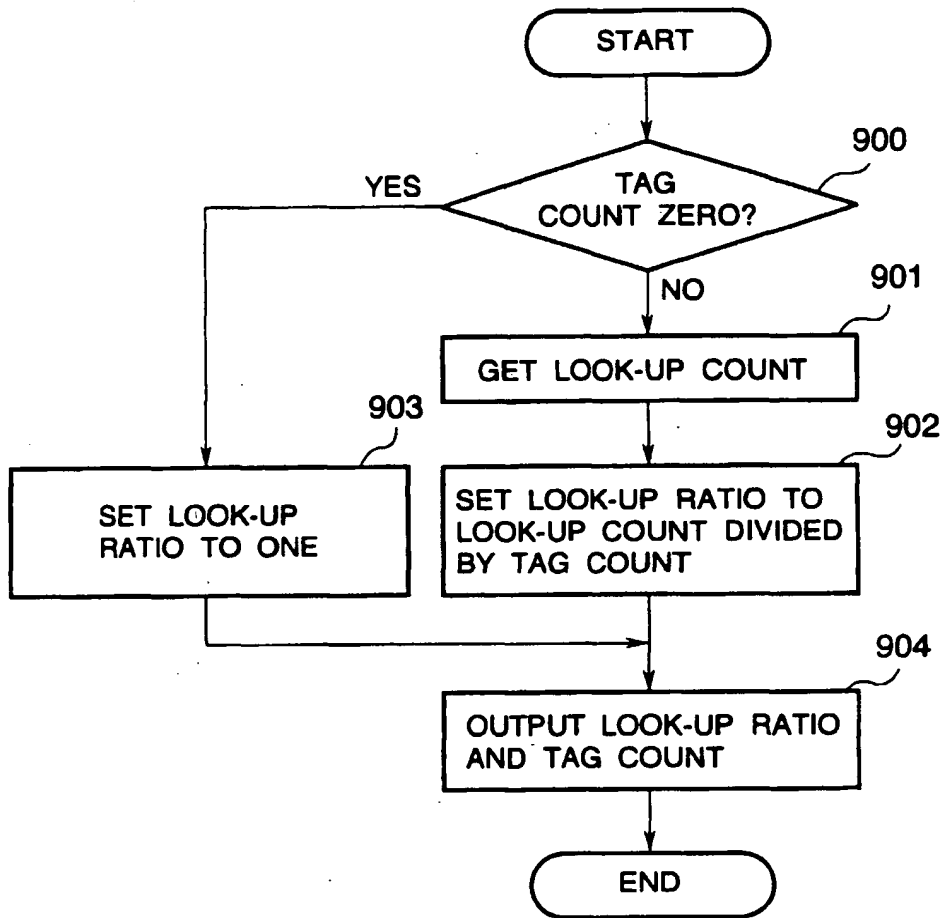 START
900
YES
TAG
COUNT ZERO?
NO
901
GET LOOK-UP COUNT
903
902
SET LOOK-UP
RATIO TO ONE
SET LOOK-UP RATIO TO
LOOK-UP COUNT DIVIDED
BY TAG COUNT
904
OUTPUT LOOK-UP RATIO
AND TAG COUNT
END